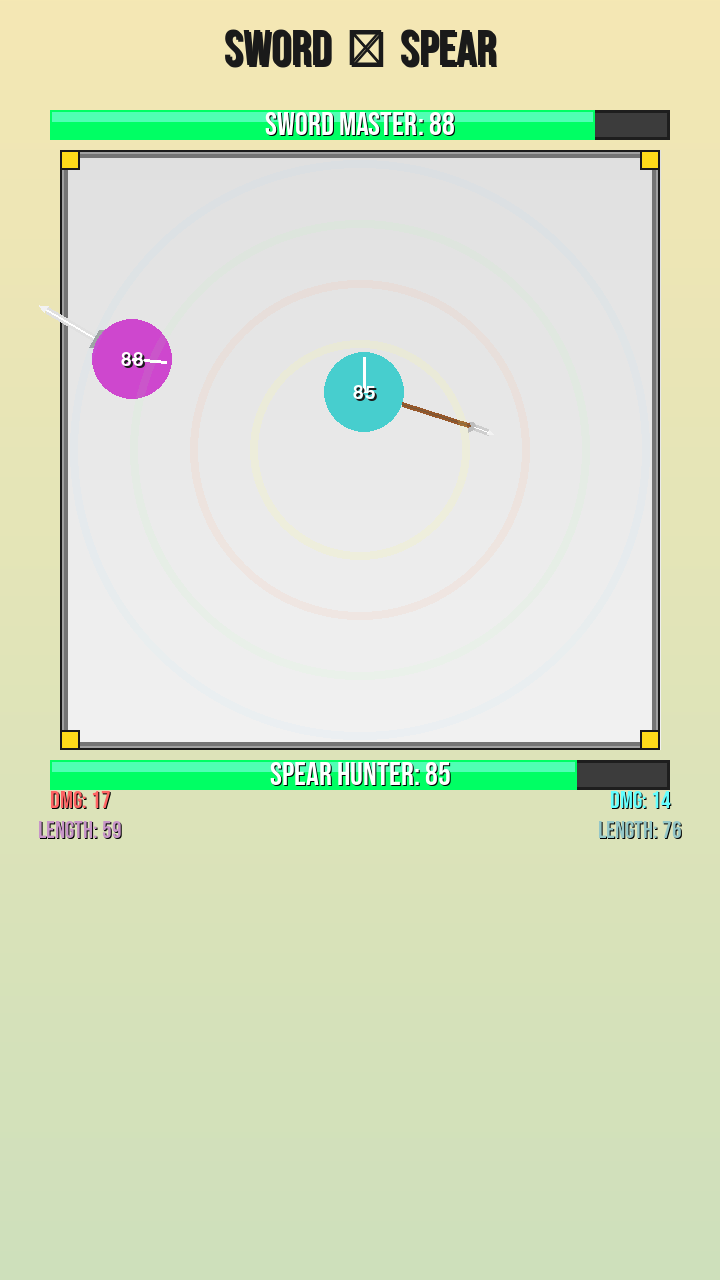 SWORD ☒ SPEAR
SWORD MASTER: 88
88
85
SPEAR HUNTER: 85
DMG: 17
DMG: 14
LENGTH: 59
LENGTH: 76